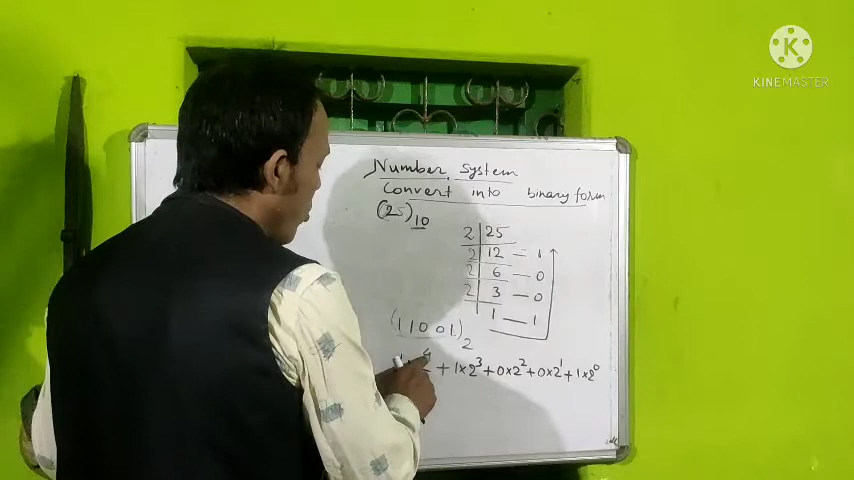 KINEMASTER
Number System
Convert into binary form
(25)10
2 | 25
2 | 12 — 1
2 | 6 — 0
2 | 3 — 0
1 — 1
(11001)2
+ 1×2³ + 0×2² + 0×2¹ + 1×2⁰